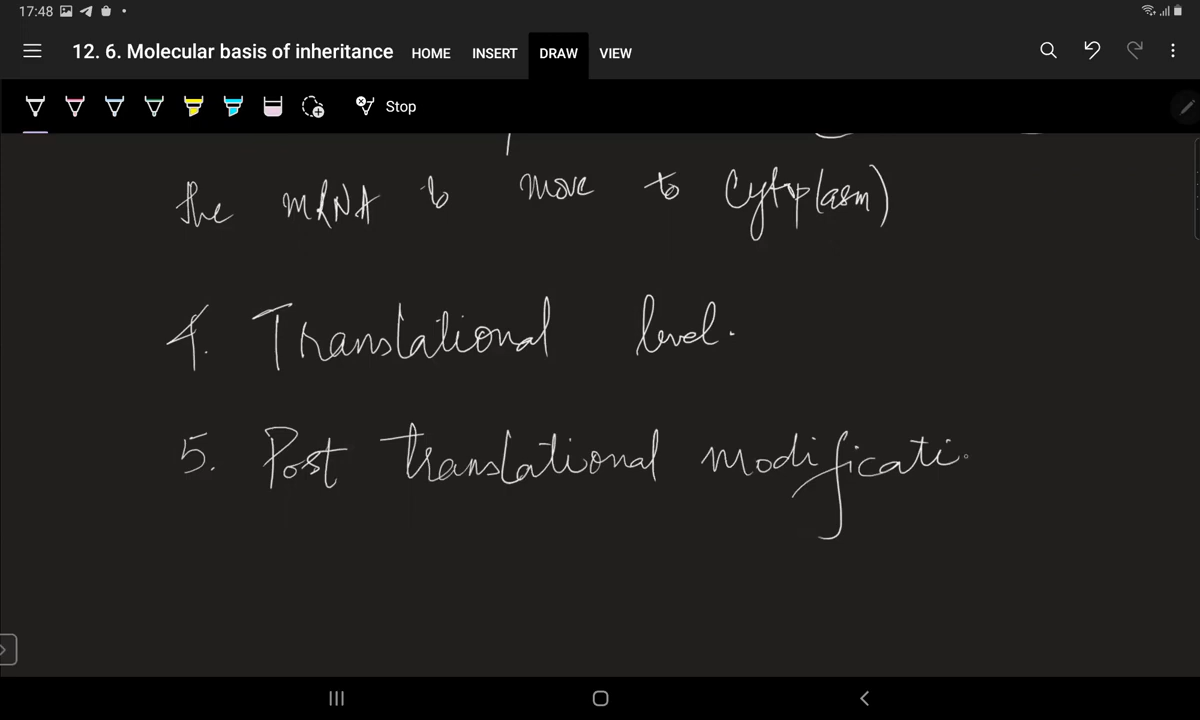 17:48
12. 6. Molecular basis of inheritance HOME INSERT DRAW VIEW
Stop
the mRNA to move to Cytoplasm)
4. Translational level.
5. Post translational modificati